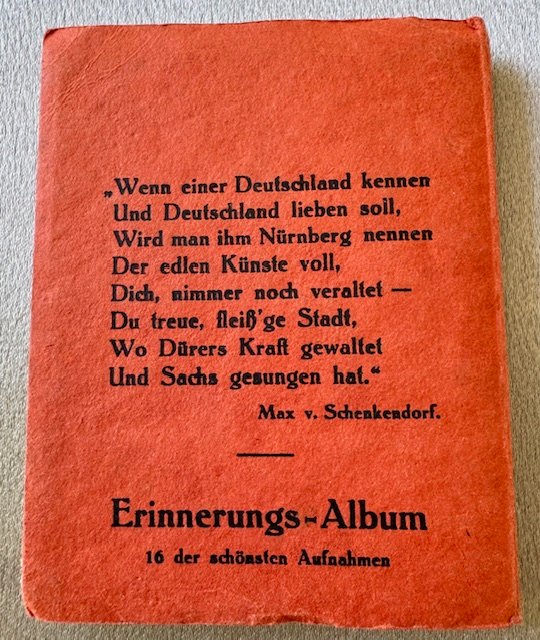 „Wenn einer Deutschland kennen
Und Deutschland lieben soll,
Wird man ihm Nürnberg nennen
Der edlen Künste voll,
Dich, nimmer noch veraltet —
Du treue, fleiß'ge Stadt,
Wo Dürers Kraft gewaltet
Und Sachs gesungen hat.“
Max v. Schenkendorf.
Erinnerungs-Album
16 der schönsten Aufnahmen